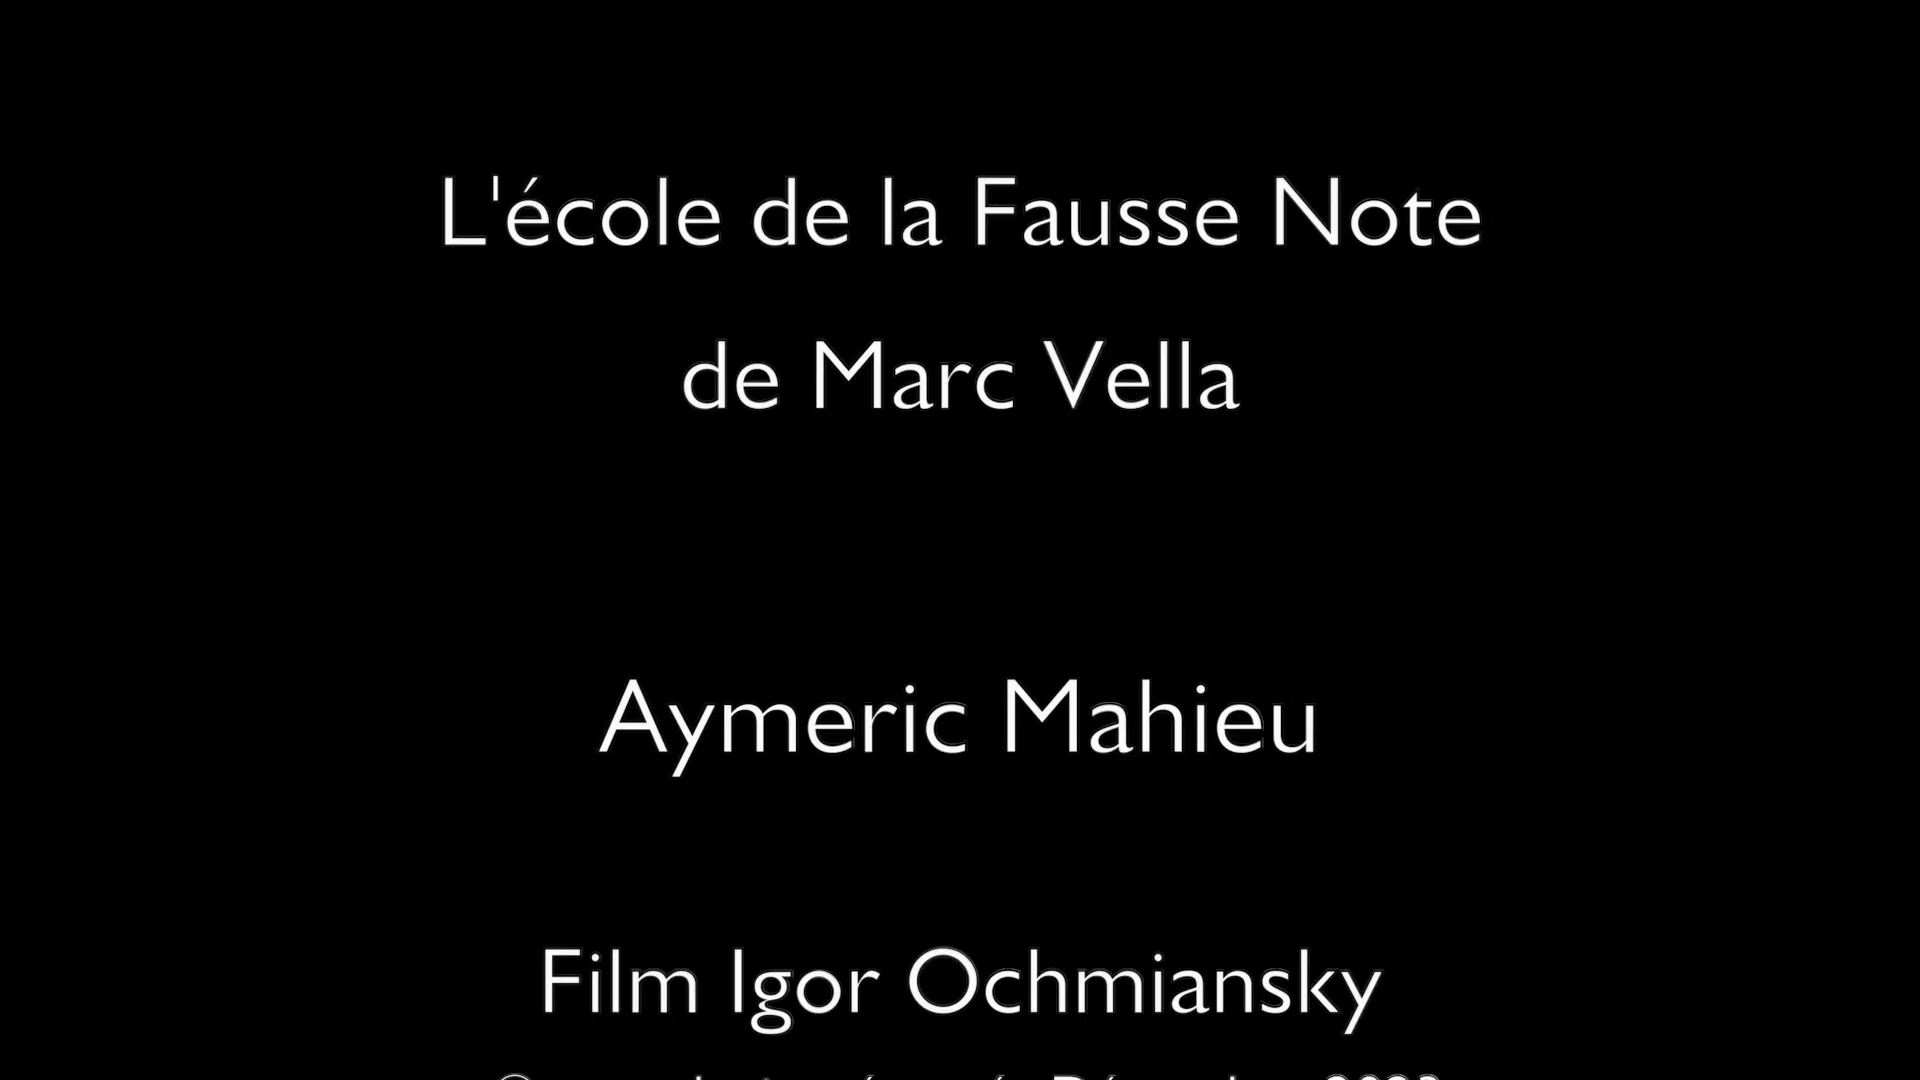 L'école de la Fausse Note
de Marc Vella
Aymeric Mahieu
Film Igor Ochmiansky